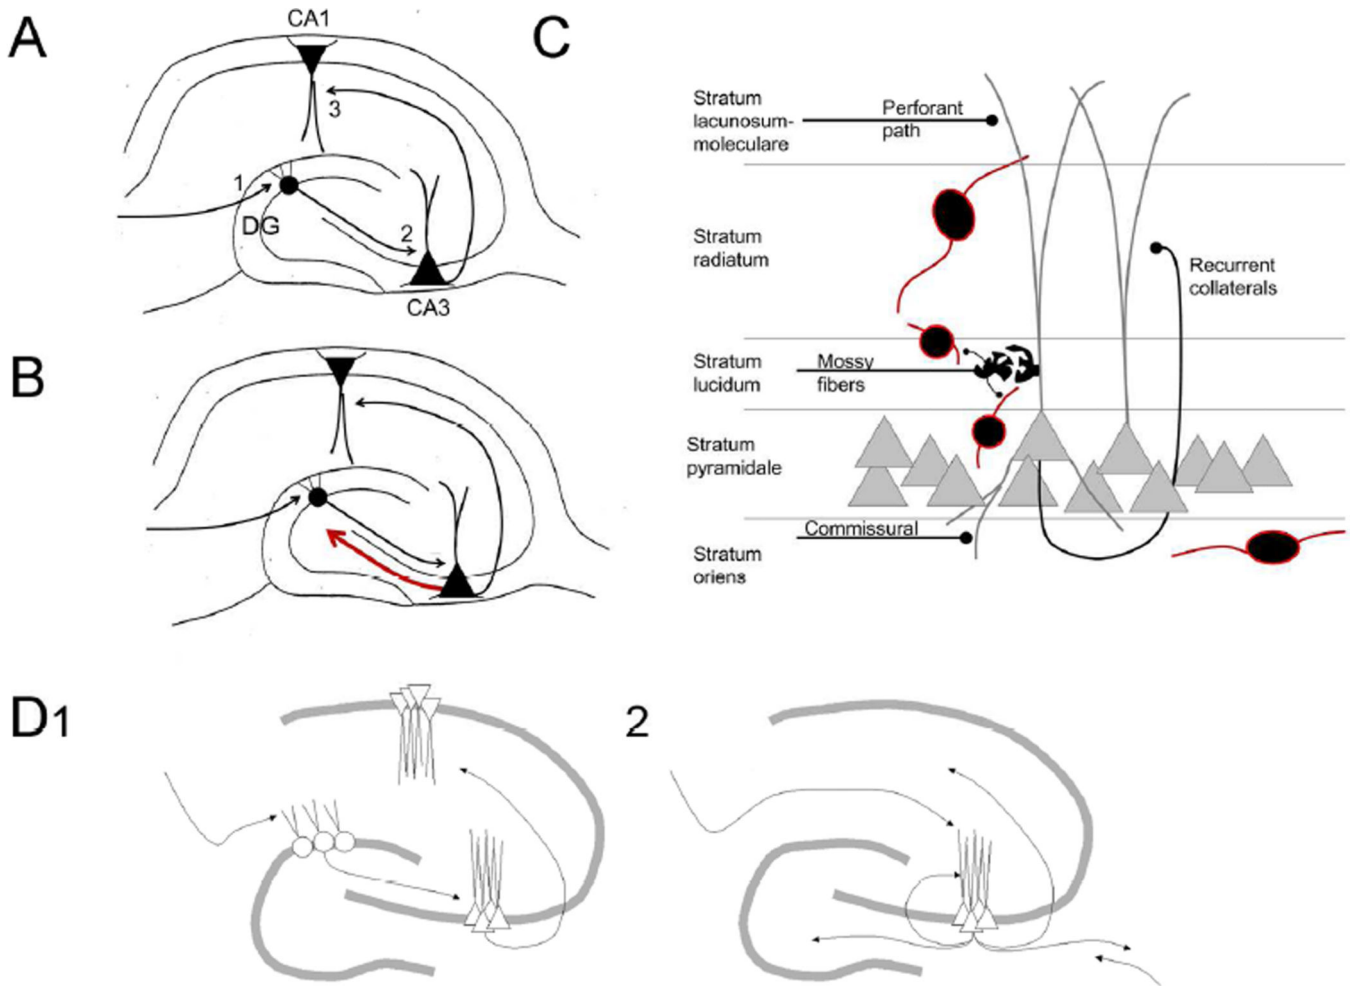 A
CA1
3
1
DG
2
CA3
B
C
Stratum
lacunosum-
moleculare
Perforant
path
Stratum
radiatum
Recurrent
collaterals
Stratum
lucidum
Mossy
fibers
Stratum
pyramidale
Commissural
Stratum
oriens
D1
2